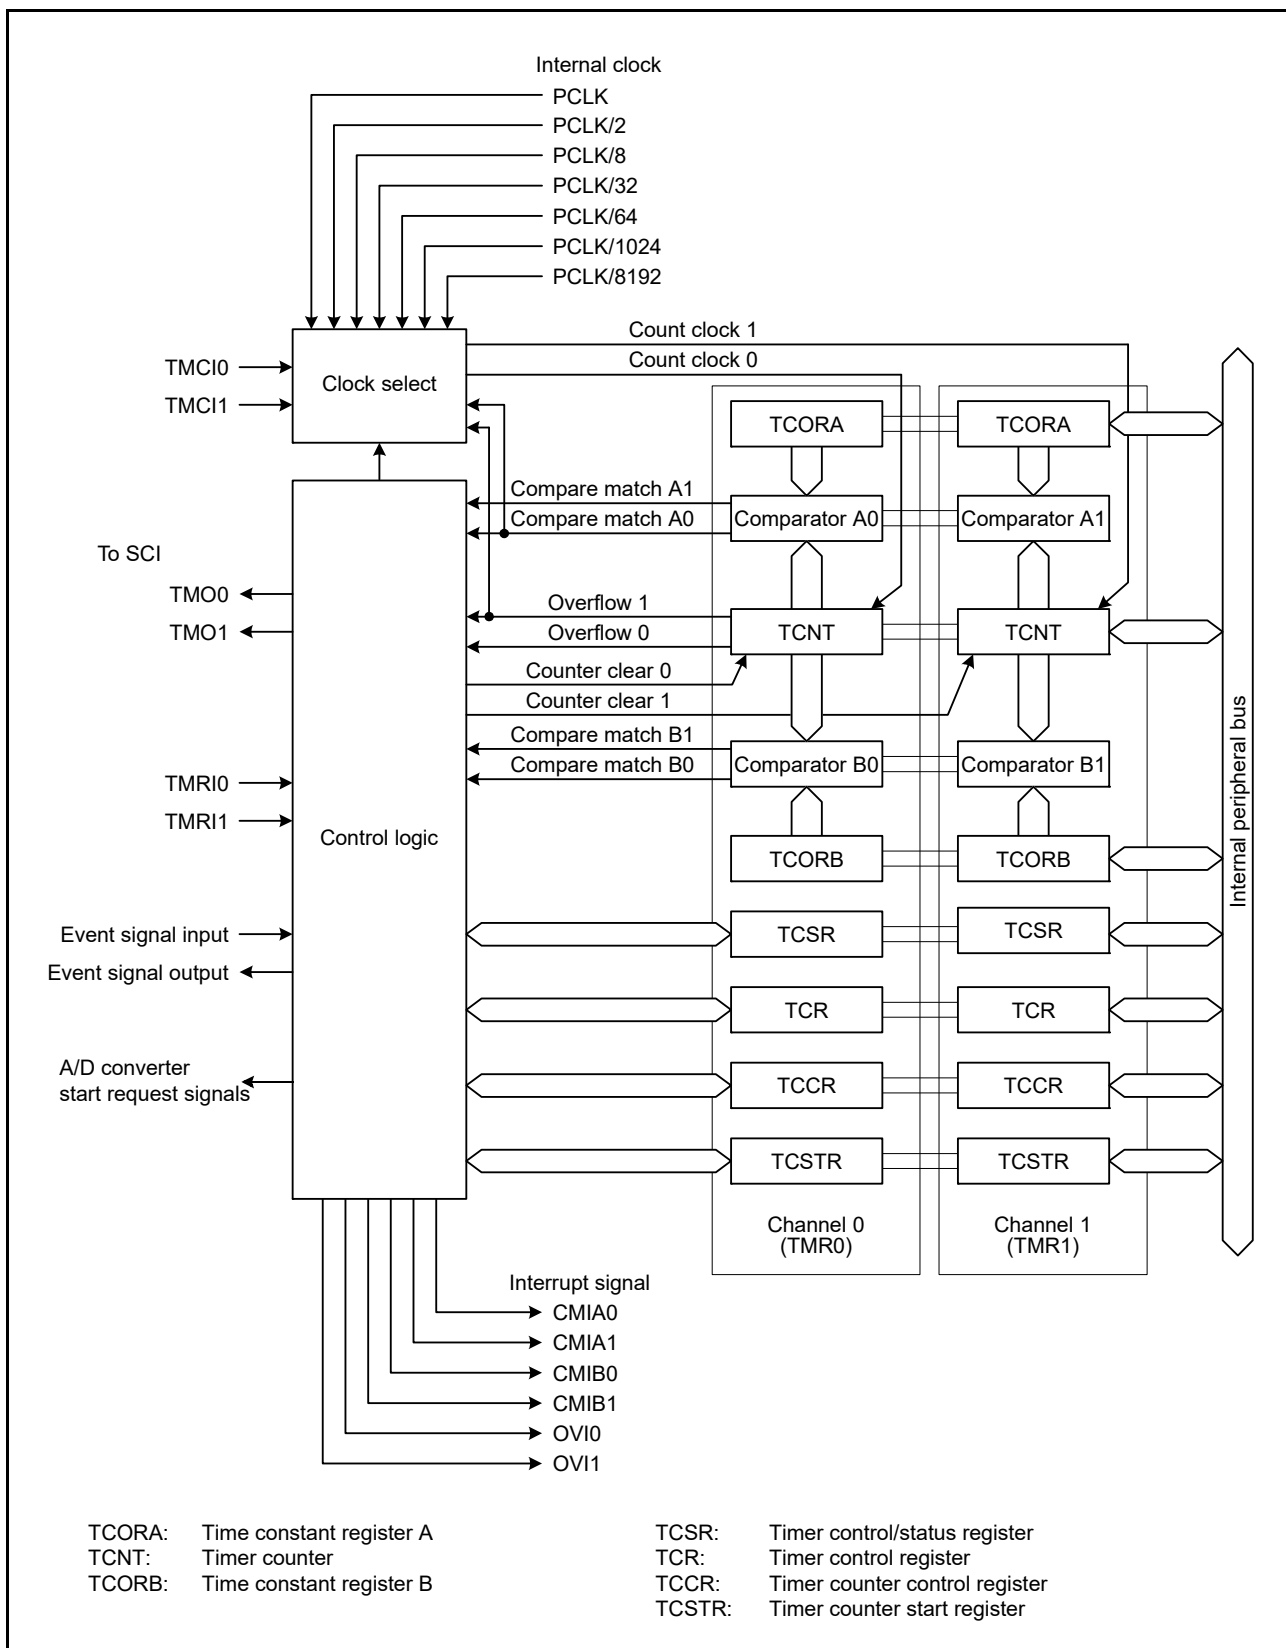 Internal clock
PCLK
PCLK/2
PCLK/8
PCLK/32
PCLK/64
PCLK/1024
PCLK/8192
Count clock 1
Count clock 0
TMCI0
TMCI1
Clock select
TCORA
TCORA
Compare match A1
Compare match A0
Comparator A0
Comparator A1
To SCI
TMO0
TMO1
Overflow 1
Overflow 0
TCNT
TCNT
Counter clear 0
Counter clear 1
Compare match B1
Compare match B0
Comparator B0
Comparator B1
TMRI0
TMRI1
Control logic
TCORB
TCORB
Internal peripheral bus
Event signal input
Event signal output
TCSR
TCSR
TCR
TCR
A/D converter
start request signals
TCCR
TCCR
TCSTR
TCSTR
Channel 0
(TMR0)
Channel 1
(TMR1)
Interrupt signal
CMIA0
CMIA1
CMIB0
CMIB1
OVI0
OVI1
TCORA: Time constant register A
TCNT: Timer counter
TCORB: Time constant register B
TCSR: Timer control/status register
TCR: Timer control register
TCCR: Timer counter control register
TCSTR: Timer counter start register